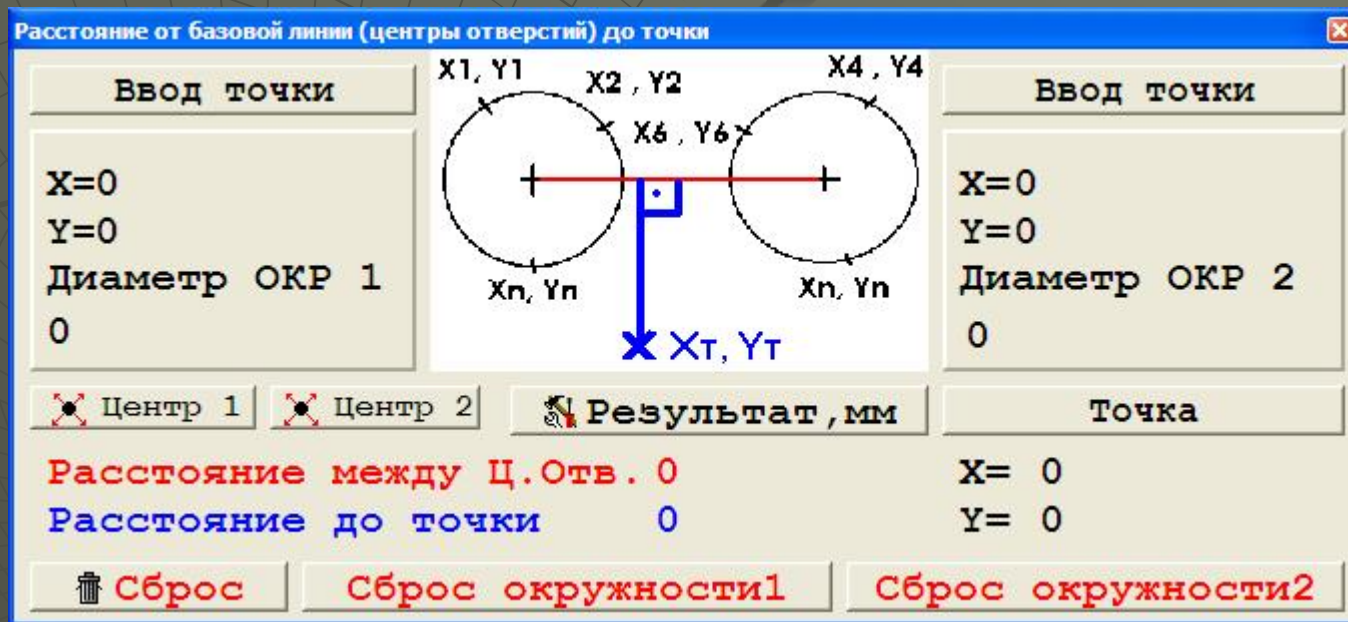 Расстояние от базовой линии (центры отверстий) до точки
Ввод точки
X=0
Y=0
Диаметр ОКР 1
0
X1, Y1
X2 , Y2
X4 , Y4
X6 , Y6
Xn, Yn
Xn, Yn
Xт, Yт
Ввод точки
X=0
Y=0
Диаметр ОКР 2
0
Центр 1
Центр 2
Результат,мм
Точка
Расстояние между Ц.Отв. 0
X= 0
Расстояние до точки 0
Y= 0
Сброс
Сброс окружности1
Сброс окружности2